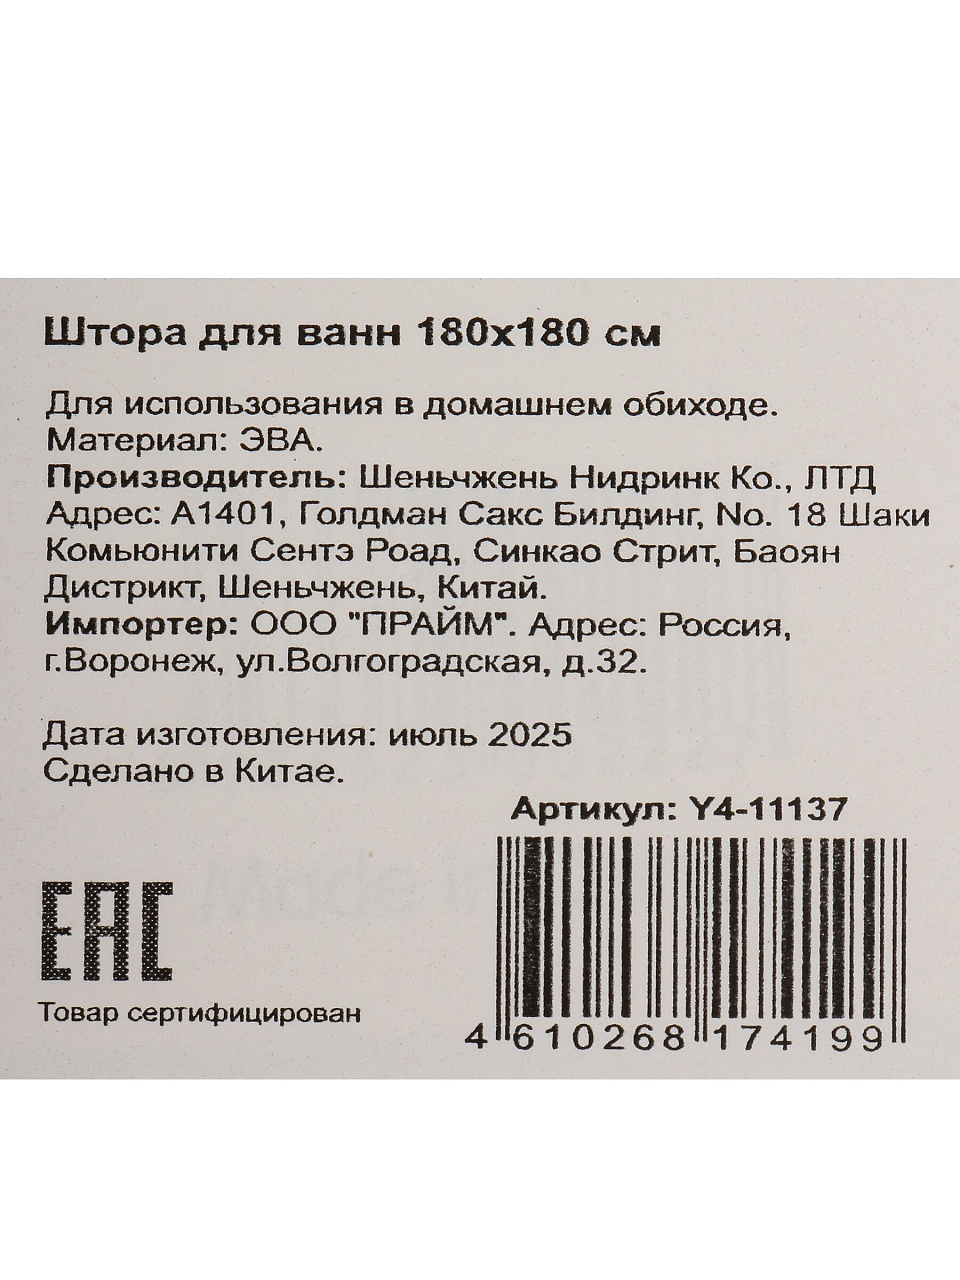 Штора для ванн 180х180 см
Для использования в домашнем обиходе.
Материал: ЭВА.
Производитель: Шеньчжень Нидринк Ко., ЛТД
Адрес: А1401, Голдман Сакс Билдинг, No. 18 Шаки
Комьюнити Сентэ Роад, Синкао Стрит, Баоян
Дистрикт, Шеньчжень, Китай.
Импортер: ООО "ПРАЙМ". Адрес: Россия,
г.Воронеж, ул.Волгоградская, д.32.
Дата изготовления: июль 2025
Сделано в Китае.
Артикул: Y4-11137
EAC
Товар сертифицирован
4 610268 174199